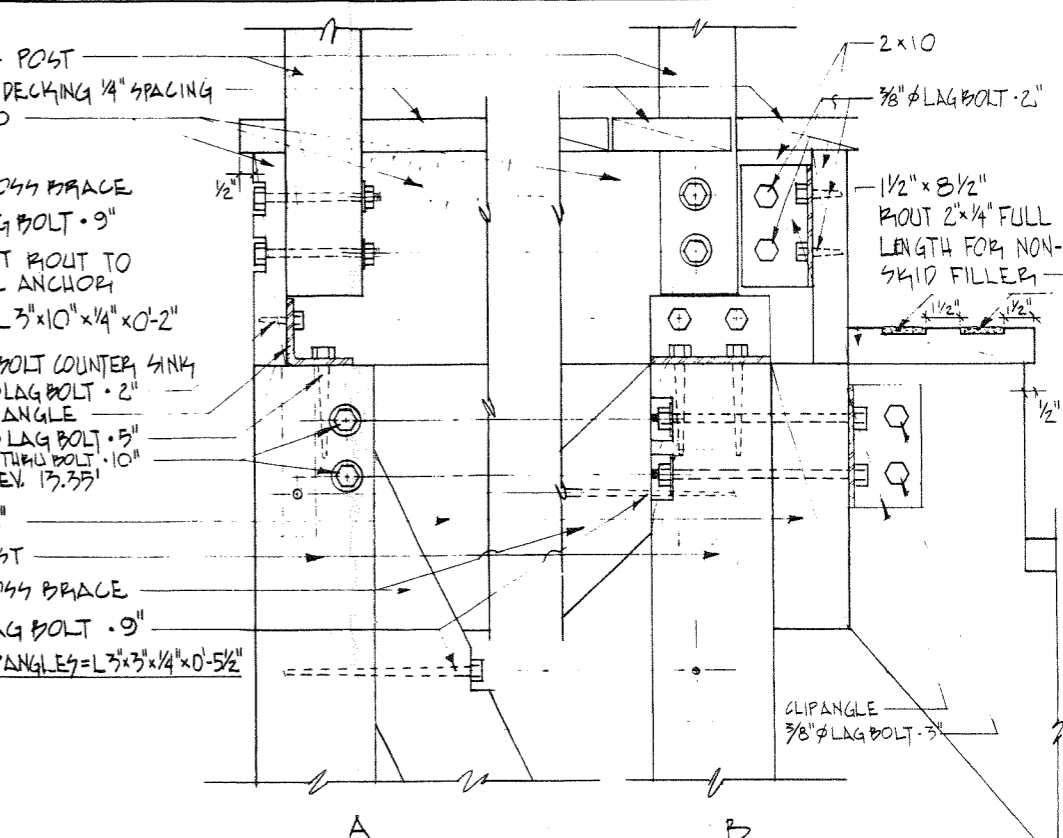 POST
DECKING 1/4" SPACING
1/2"
OSS BRACE
G BOLT · 9"
T ROUT TO
L ANCHOR
L 3"x10"x1/4"x0'-2"
BOLT COUNTER SINK
LAG BOLT · 2"
ANGLE
LAG BOLT · 5"
THRU BOLT · 10"
EV. 13.35'
"
ST
OSS BRACE
AG BOLT · 9"
ANGLES=L 3"x3"x1/4"x0'-5 1/2"
2x10
3/8"φ LAG BOLT · 2"
1 1/2" x 8 1/2"
ROUT 2"x1/4" FULL
LENGTH FOR NON-
SKID FILLER
1 1/2" 1 1/2"
1/2"
CLIP ANGLE
3/8"φ LAG BOLT - 3"
A B